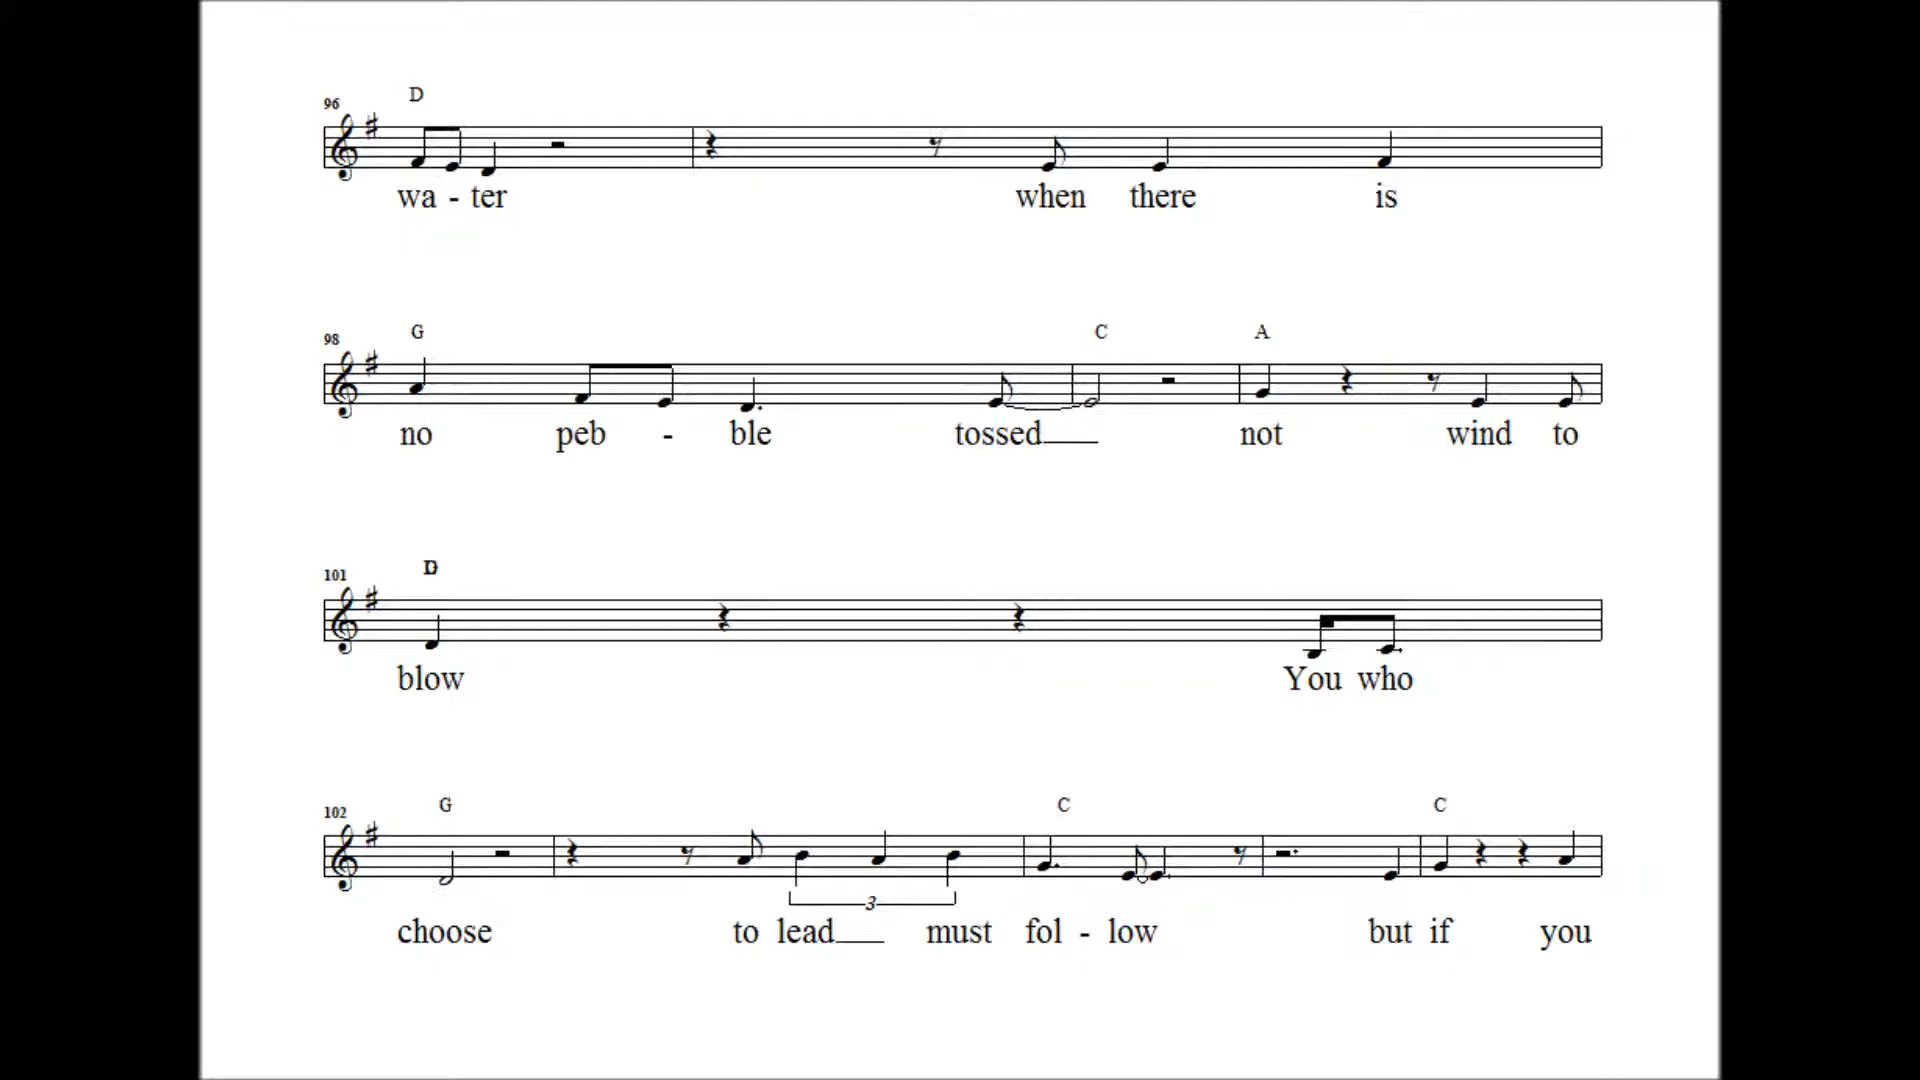 D
96
wa - ter when there is
G C A
98
no peb - ble tossed not wind to
101
blow You who
G C C
102
3
choose to lead must fol - low but if you